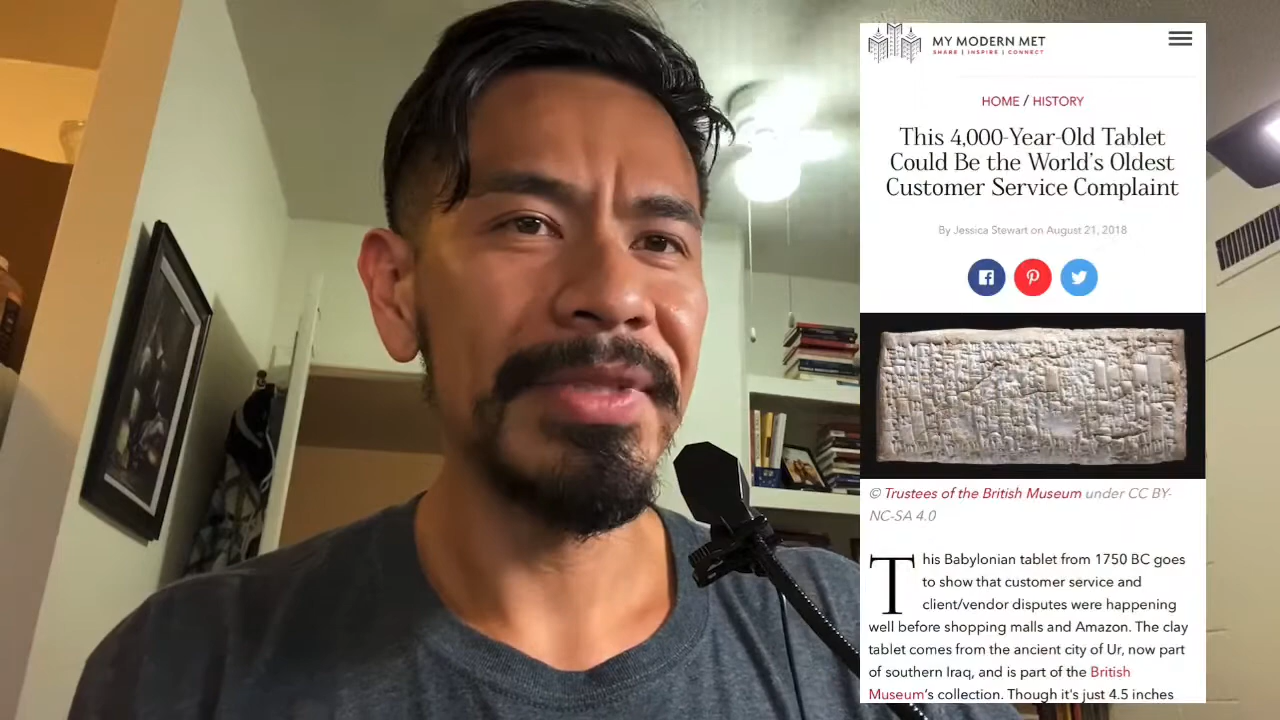 MY MODERN MET
SHARE | INSPIRE | CONNECT
HOME / HISTORY
This 4,000-Year-Old Tablet
Could Be the World's Oldest
Customer Service Complaint
By Jessica Stewart on August 21, 2018
© Trustees of the British Museum under CC BY-
NC-SA 4.0
This Babylonian tablet from 1750 BC goes
to show that customer service and
client/vendor disputes were happening
well before shopping malls and Amazon. The clay
tablet comes from the ancient city of Ur, now part
of southern Iraq, and is part of the British
Museum's collection. Though it's just 4.5 inches